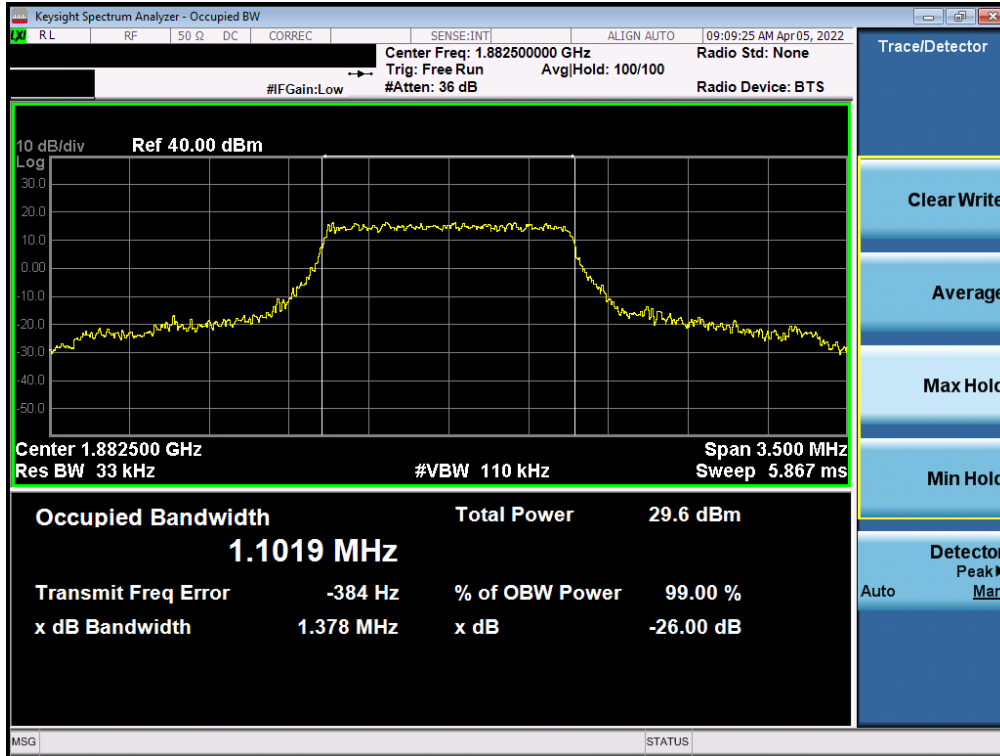 Keysight Spectrum Analyzer - Occupied BW
LXI RL RF 50 Ω DC CORREC SENSE:INT ALIGN AUTO 09:09:25 AM Apr 05, 2022
Center Freq: 1.882500000 GHz Radio Std: None
Trig: Free Run Avg|Hold: 100/100
#IFGain:Low #Atten: 36 dB Radio Device: BTS
Trace/Detector
10 dB/div Ref 40.00 dBm
Log
30.0
20.0
10.0
0.00
-10.0
-20.0
-30.0
-40.0
-50.0
Center 1.882500 GHz Span 3.500 MHz
Res BW 33 kHz #VBW 110 kHz Sweep 5.867 ms
Occupied Bandwidth Total Power 29.6 dBm
1.1019 MHz
Transmit Freq Error -384 Hz % of OBW Power 99.00 %
x dB Bandwidth 1.378 MHz x dB -26.00 dB
Clear Write
Average
Max Hold
Min Hold
Detector
Peak
Auto Man
MSG STATUS